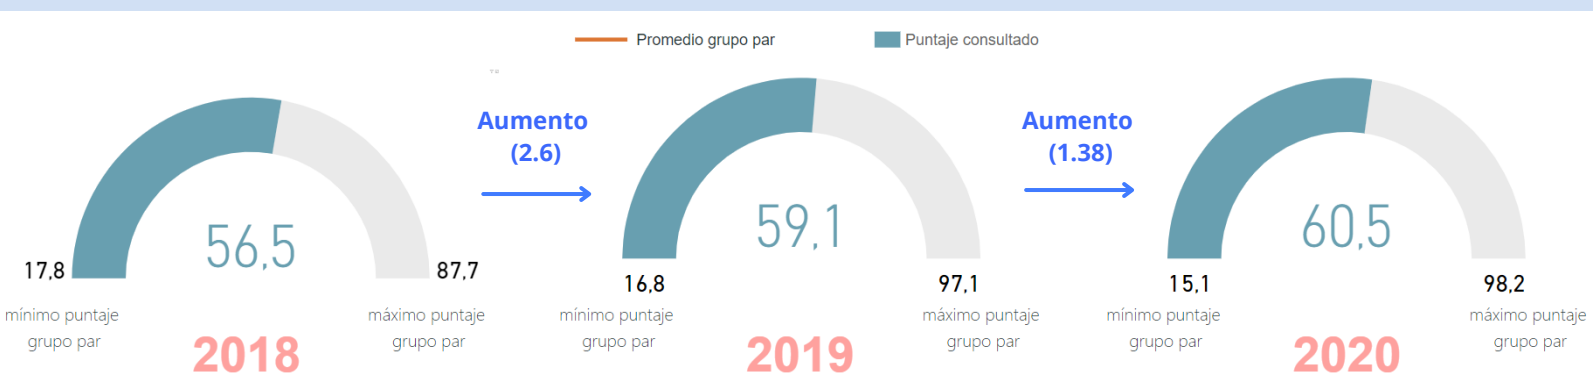 Promedio grupo par
Puntaje consultado
Aumento
(2.6)
Aumento
(1.38)
56,5
17,8
87,7
mínimo puntaje
grupo par
máximo puntaje
grupo par
2018
59,1
16,8
97,1
mínimo puntaje
grupo par
máximo puntaje
grupo par
2019
60,5
15,1
98,2
mínimo puntaje
grupo par
máximo puntaje
grupo par
2020